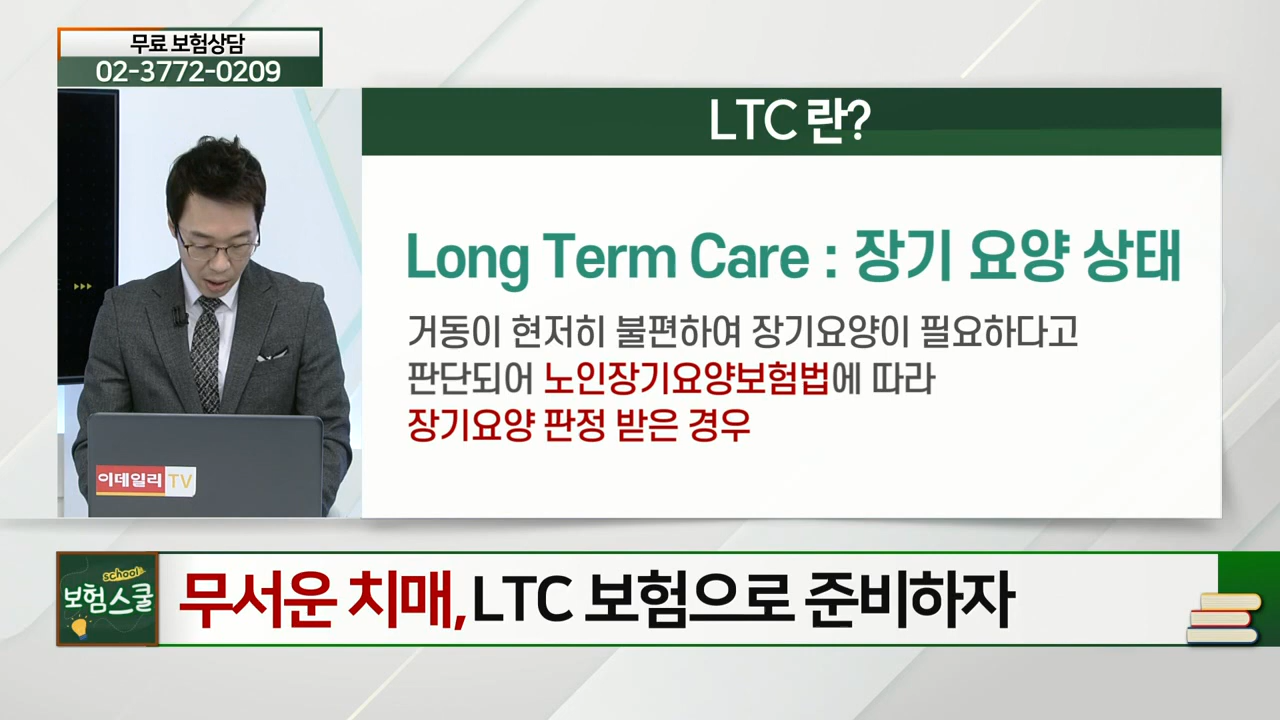 무료 보험상담
02-3772-0209
LTC 란?
Long Term Care : 장기 요양 상태
거동이 현저히 불편하여 장기요양이 필요하다고
판단되어 노인장기요양보험법에 따라
장기요양 판정 받은 경우
이데일리 TV
school
보험스쿨
무서운 치매, LTC 보험으로 준비하자